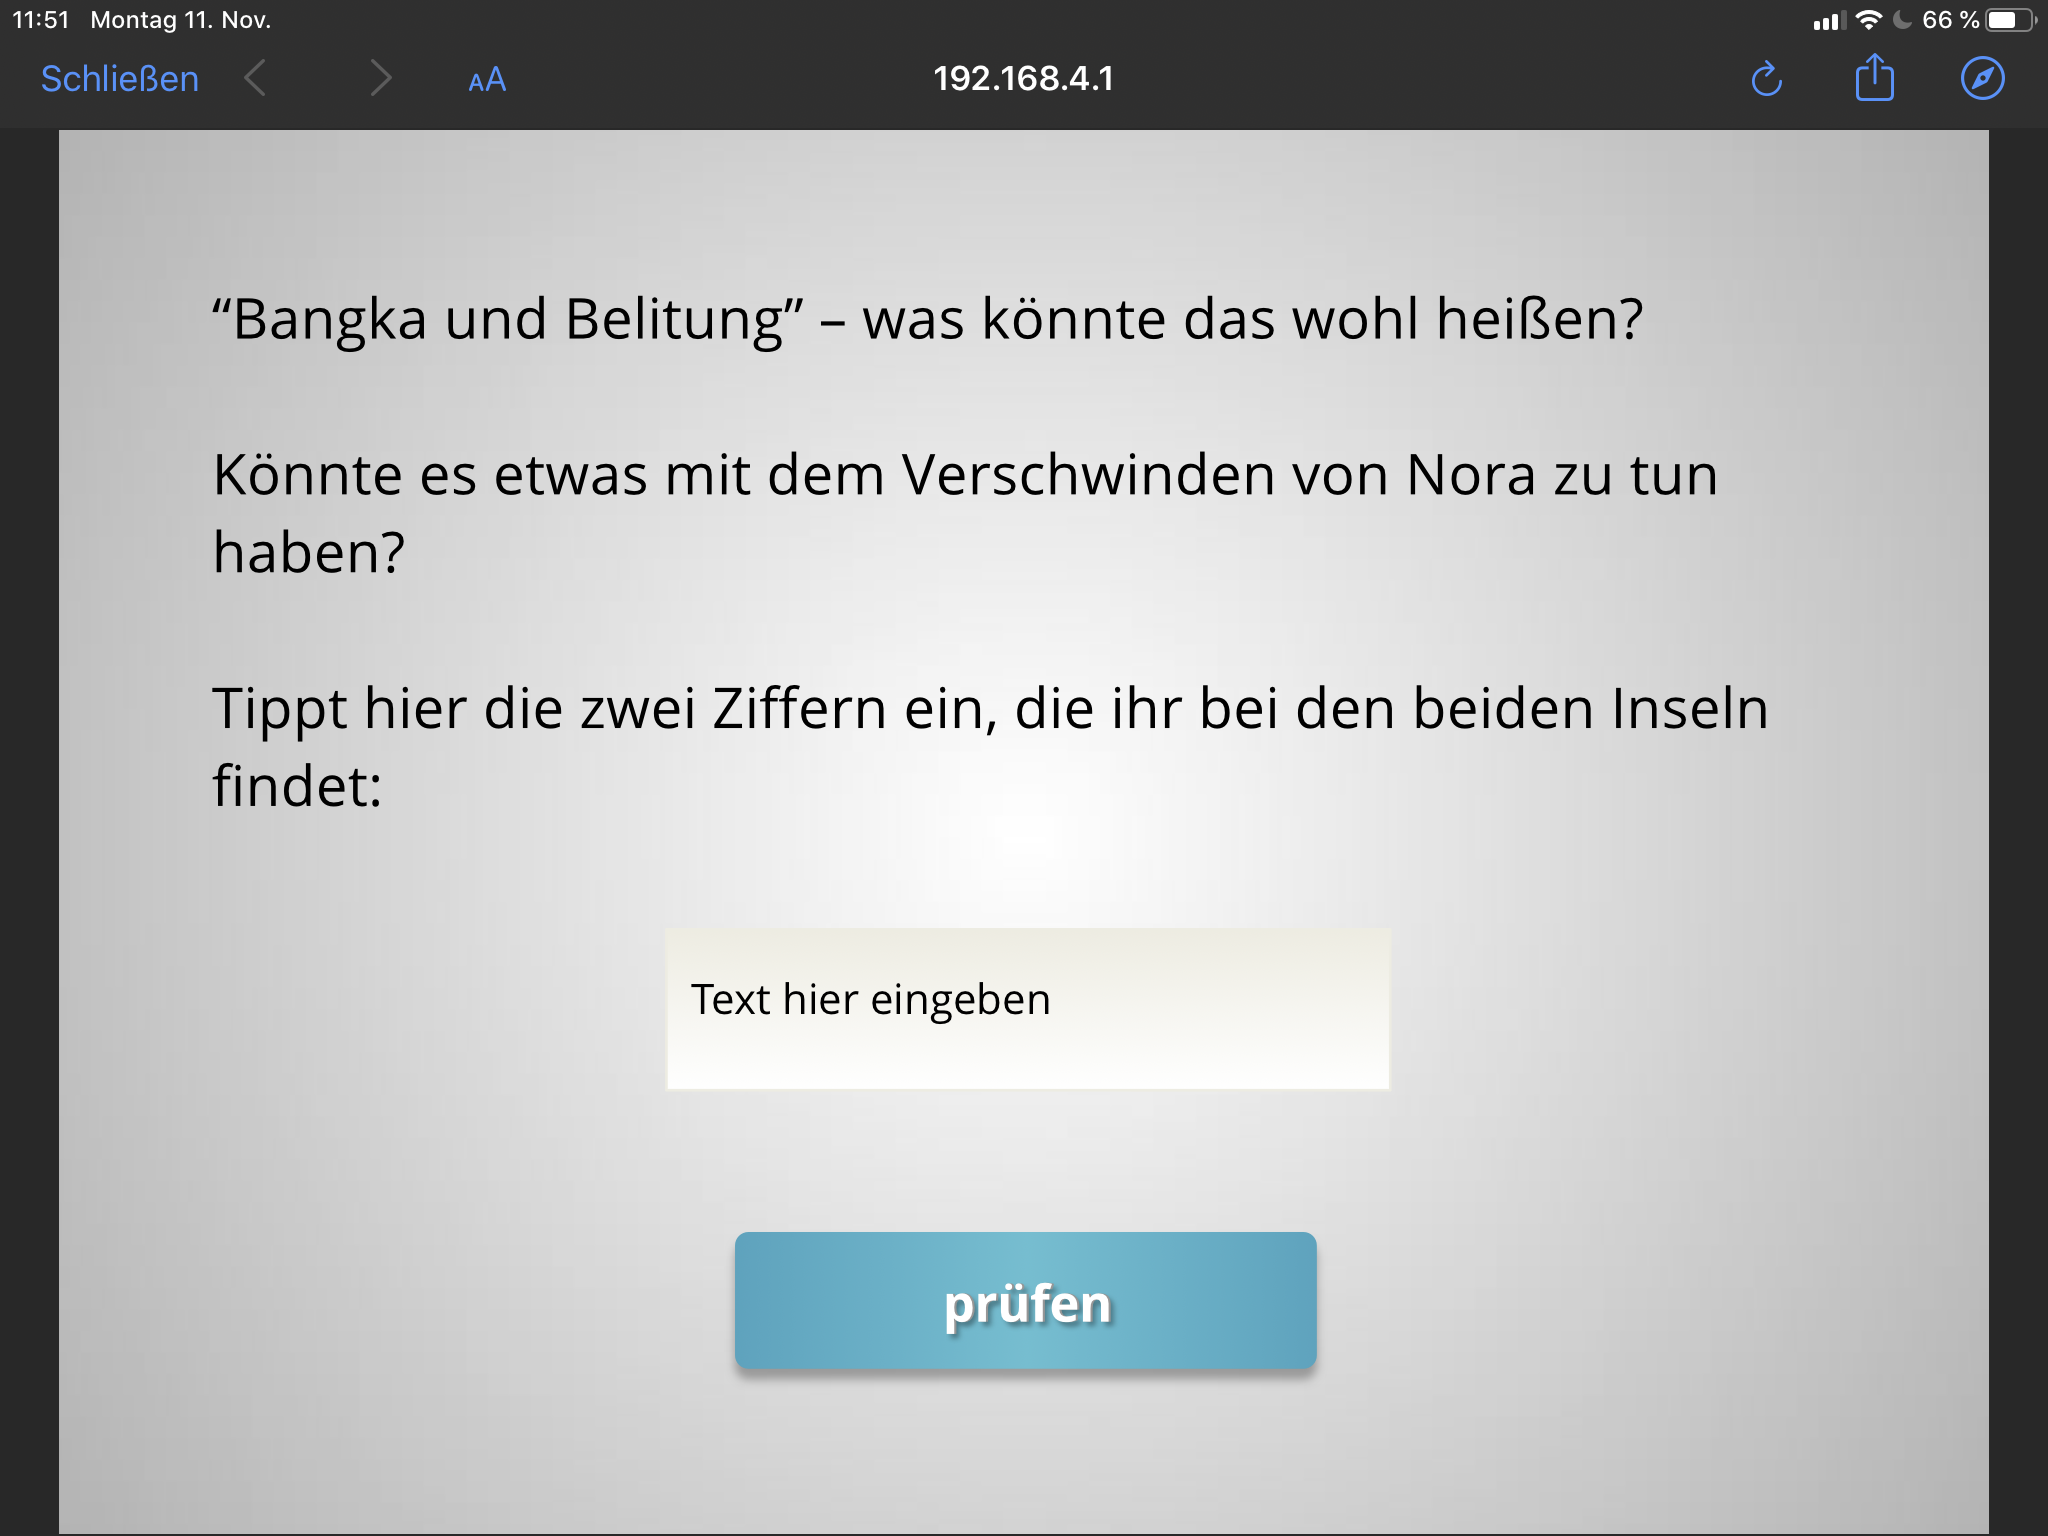 11:51 Montag 11. Nov.
66 %
Schließen
AA
192.168.4.1
“Bangka und Belitung” – was könnte das wohl heißen?
Könnte es etwas mit dem Verschwinden von Nora zu tun
haben?
Tippt hier die zwei Ziffern ein, die ihr bei den beiden Inseln
findet:
Text hier eingeben
prüfen